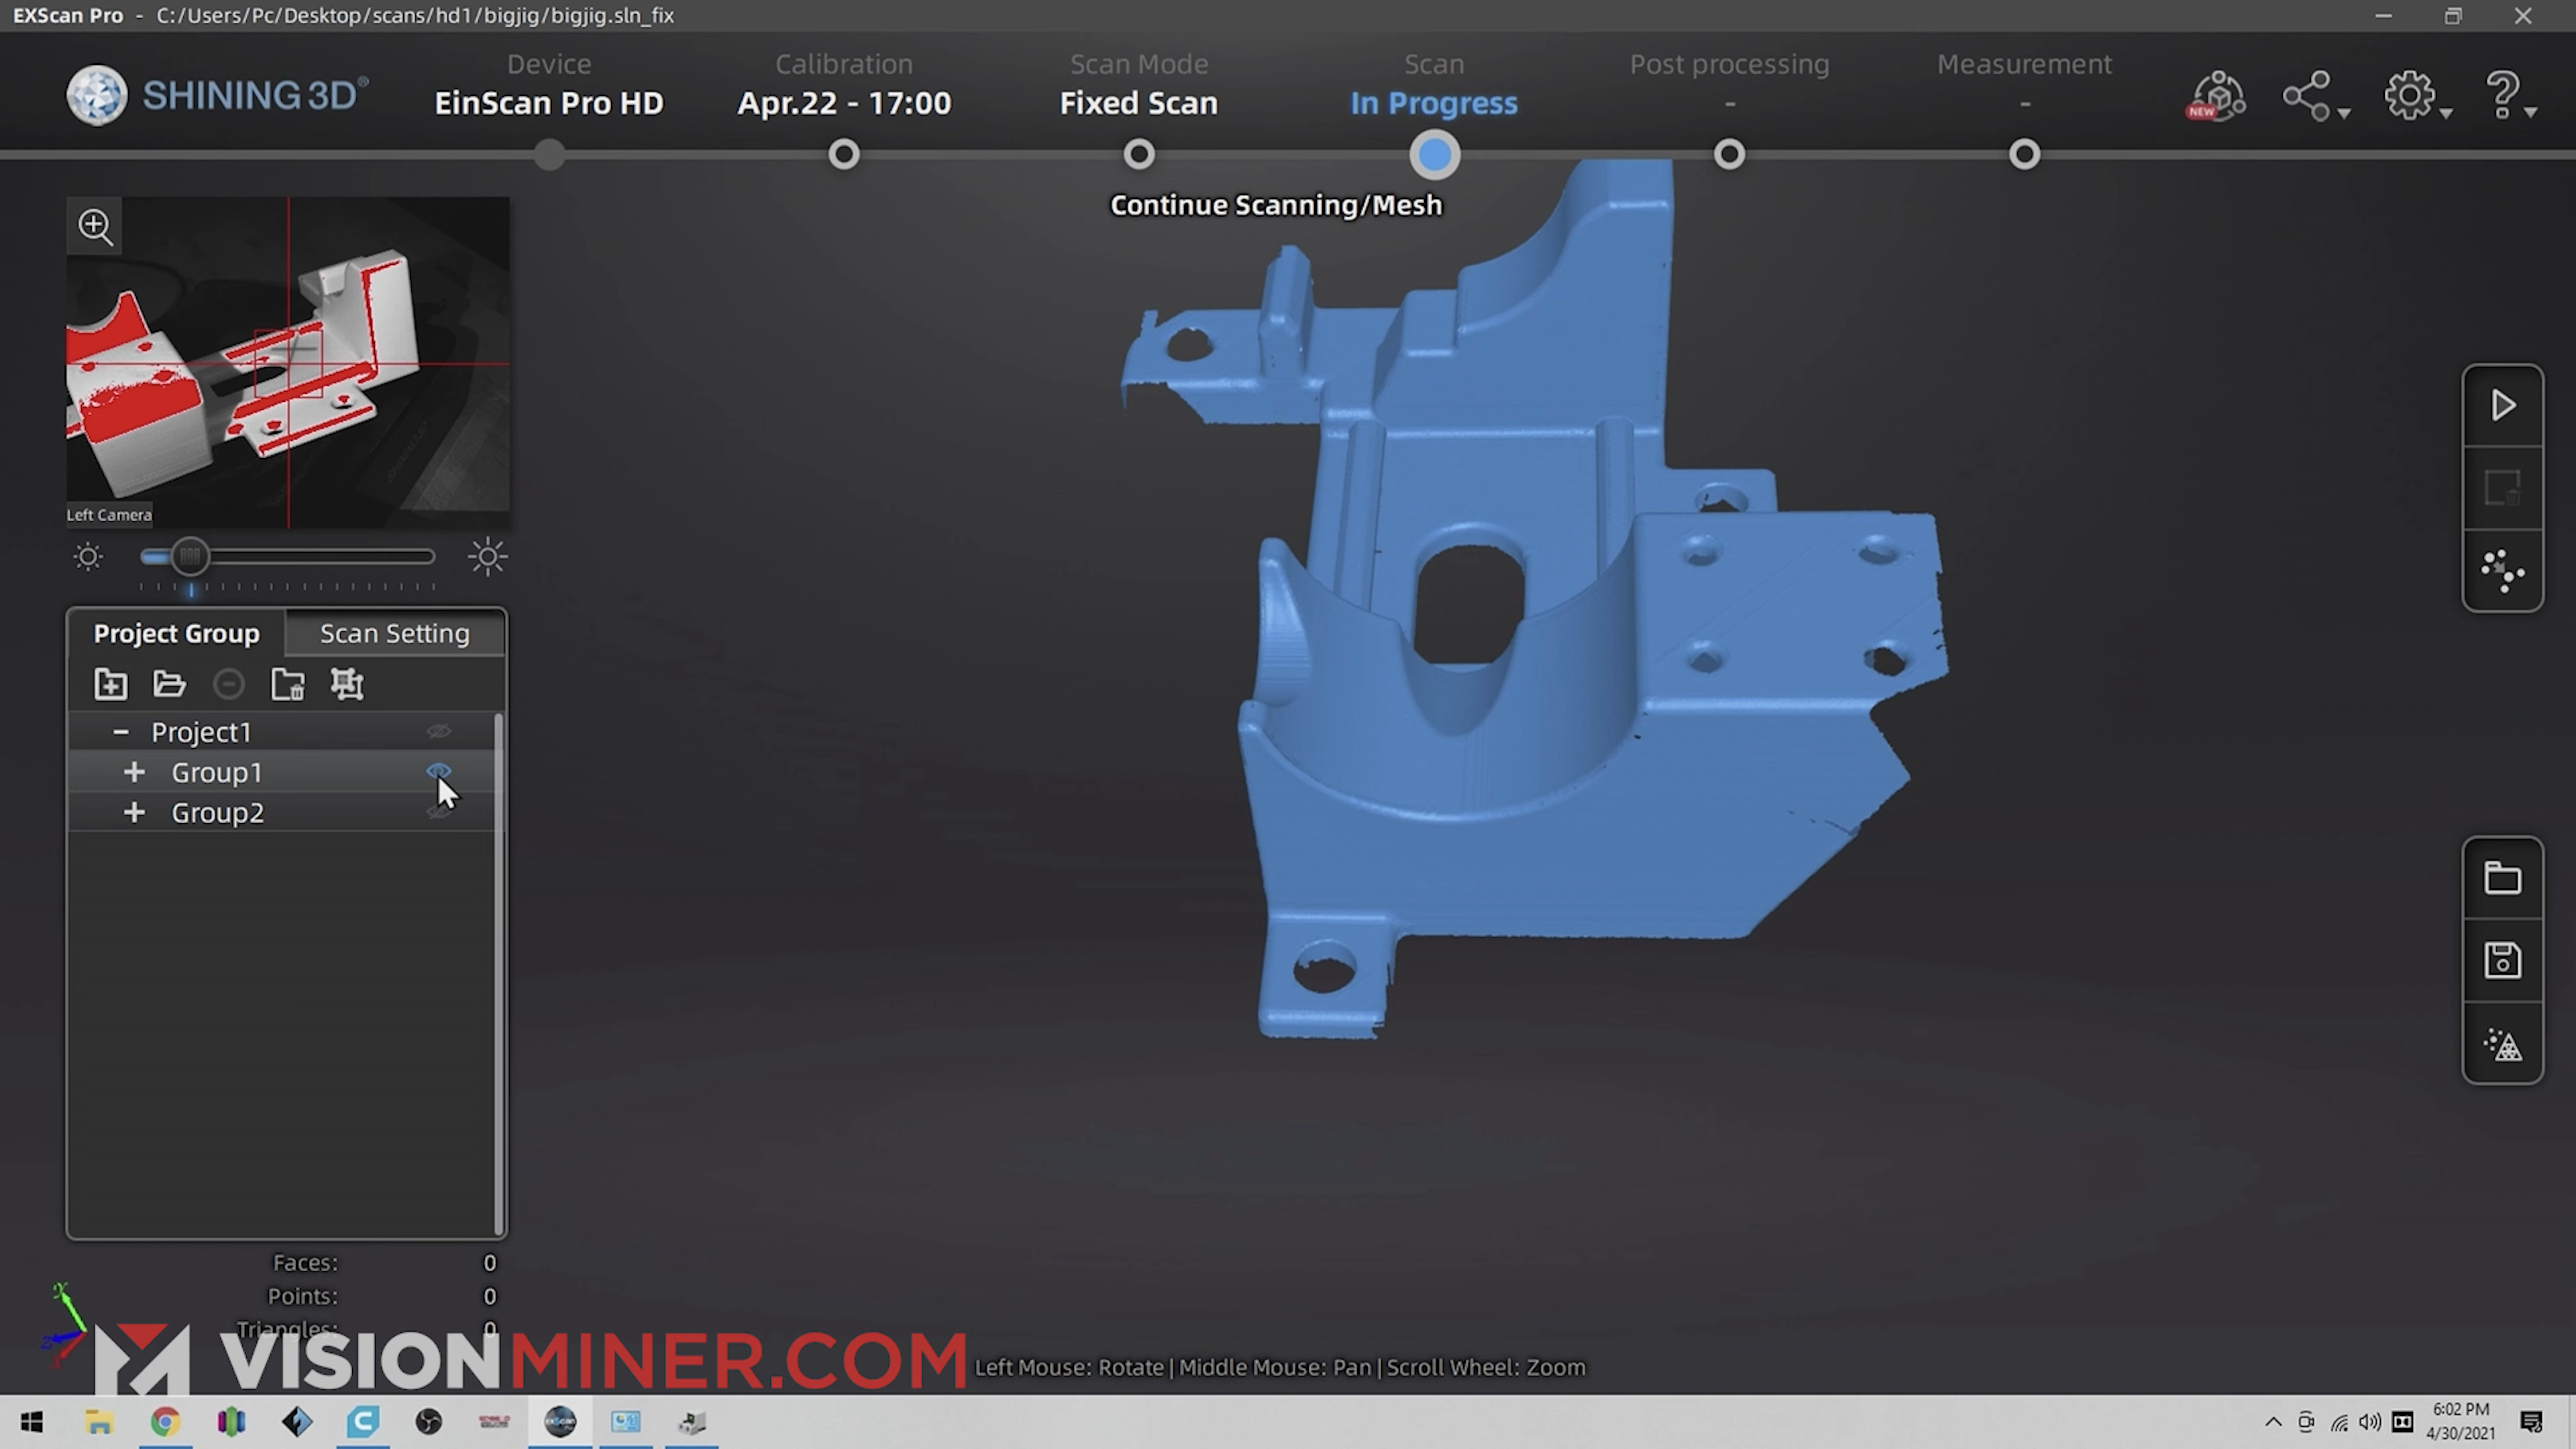 EXScan Pro - C:/Users/Pc/Desktop/scans/hd1/bigjig/bigjig.sln_fix
SHINING 3D®
Device
EinScan Pro HD
Calibration
Apr.22 - 17:00
Scan Mode
Fixed Scan
Scan
In Progress
Post processing
-
Measurement
-
NEW
Continue Scanning/Mesh
Left Camera
Project Group
Scan Setting
Project1
Group1
Group2
Faces: 0
Points: 0
Triangles: 0
VISIONMINER.COM
Left Mouse: Rotate | Middle Mouse: Pan | Scroll Wheel: Zoom
6:02 PM
4/30/2021